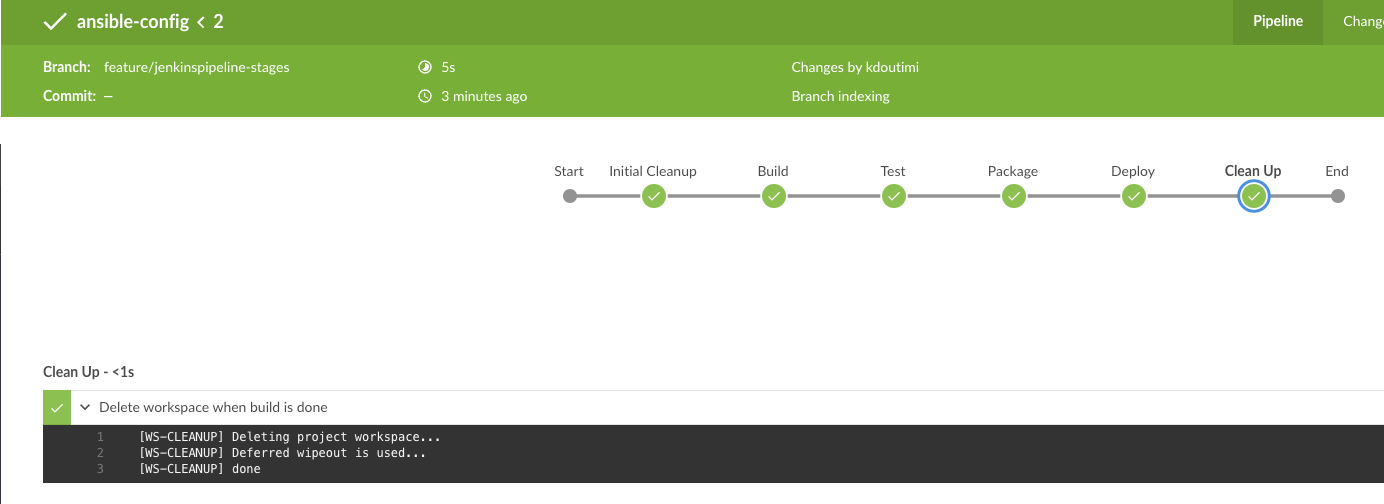 ansible-config < 2
Pipeline
Branch: feature/jenkinspipeline-stages
5s
Changes by kdoutimi
Commit: —
3 minutes ago
Branch indexing
Start Initial Cleanup Build Test Package Deploy Clean Up End
Clean Up - <1s
Delete workspace when build is done
1 [WS-CLEANUP] Deleting project workspace...
2 [WS-CLEANUP] Deferred wipeout is used...
3 [WS-CLEANUP] done